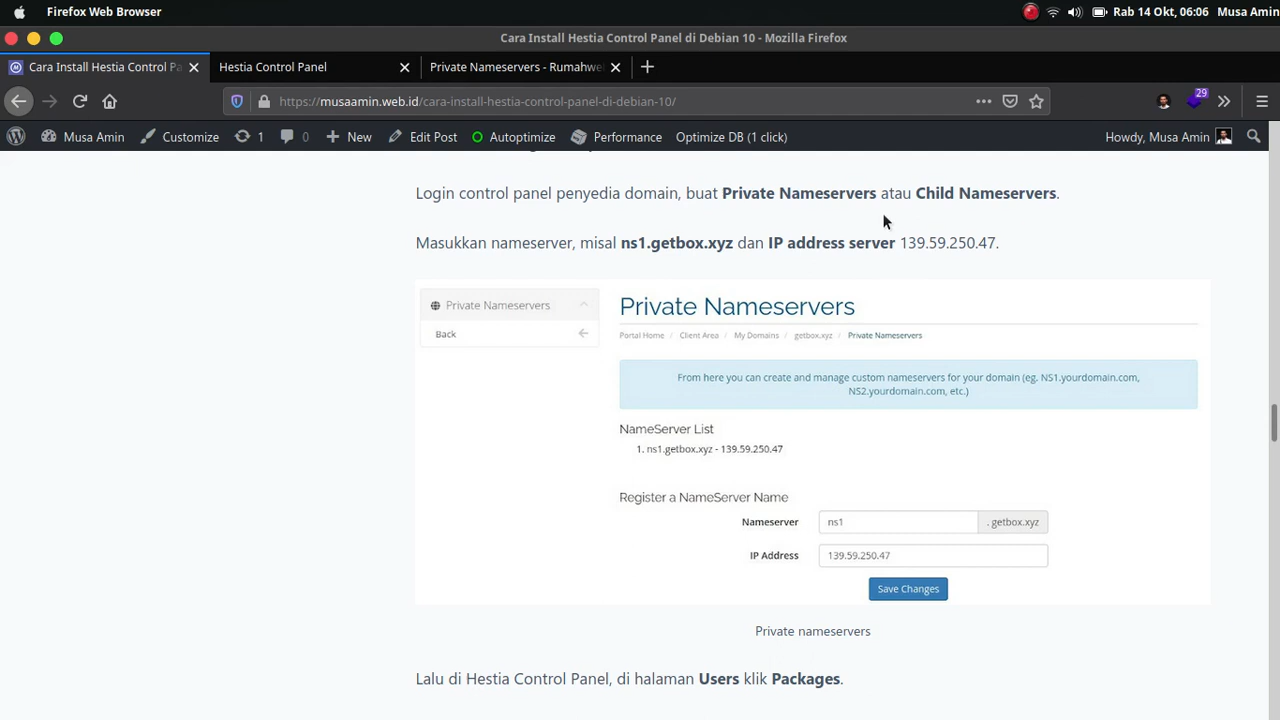 Firefox Web Browser
Rab 14 Okt, 06:06 Musa Amin
Cara Install Hestia Control Panel di Debian 10 - Mozilla Firefox
Cara Install Hestia Control Pa
Hestia Control Panel
Private Nameservers - Rumahwe
https://musaamin.web.id/cara-install-hestia-control-panel-di-debian-10/
29
Musa Amin Customize 1 0 New Edit Post Autoptimize Performance Optimize DB (1 click) Howdy, Musa Amin
Login control panel penyedia domain, buat Private Nameservers atau Child Nameservers.
Masukkan nameserver, misal ns1.getbox.xyz dan IP address server 139.59.250.47.
Private Nameservers
Back
Private Nameservers
Portal Home / Client Area / My Domains / getbox.xyz / Private Nameservers
From here you can create and manage custom nameservers for your domain (eg. NS1.yourdomain.com,
NS2.yourdomain.com, etc.)
NameServer List
1. ns1.getbox.xyz - 139.59.250.47
Register a NameServer Name
Nameserver ns1 . getbox.xyz
IP Address 139.59.250.47
Save Changes
Private nameservers
Lalu di Hestia Control Panel, di halaman Users klik Packages.